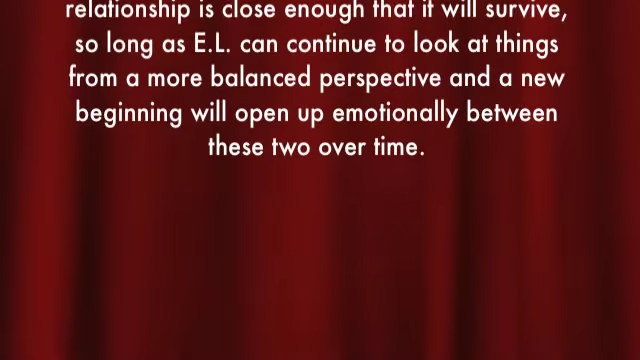 relationship is close enough that it will survive,
so long as E.L. can continue to look at things
from a more balanced perspective and a new
beginning will open up emotionally between
these two over time.